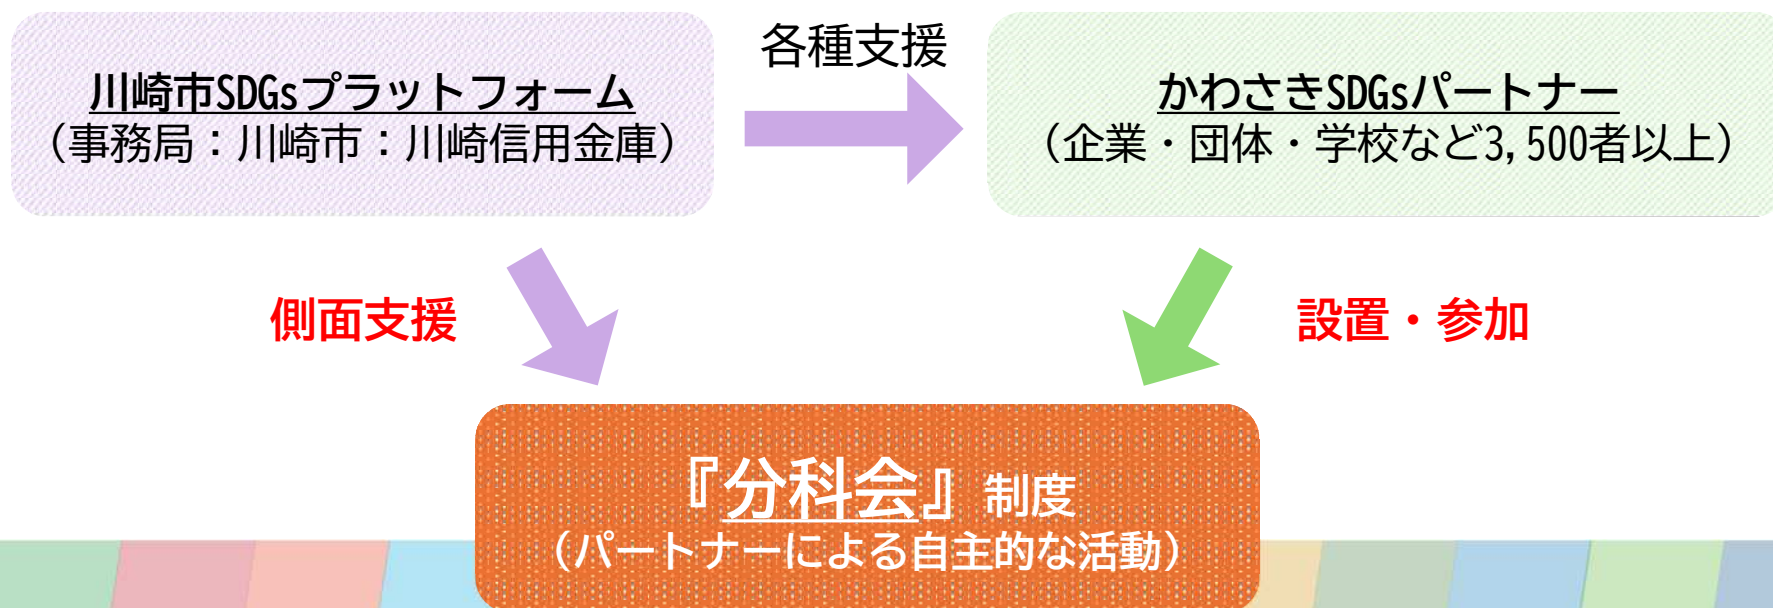 川崎市SDGsプラットフォーム
（事務局：川崎市：川崎信用金庫）
各種支援
かわさきSDGsパートナー
（企業・団体・学校など3,500者以上）
側面支援
設置・参加
『分科会』制度
（パートナーによる自主的な活動）